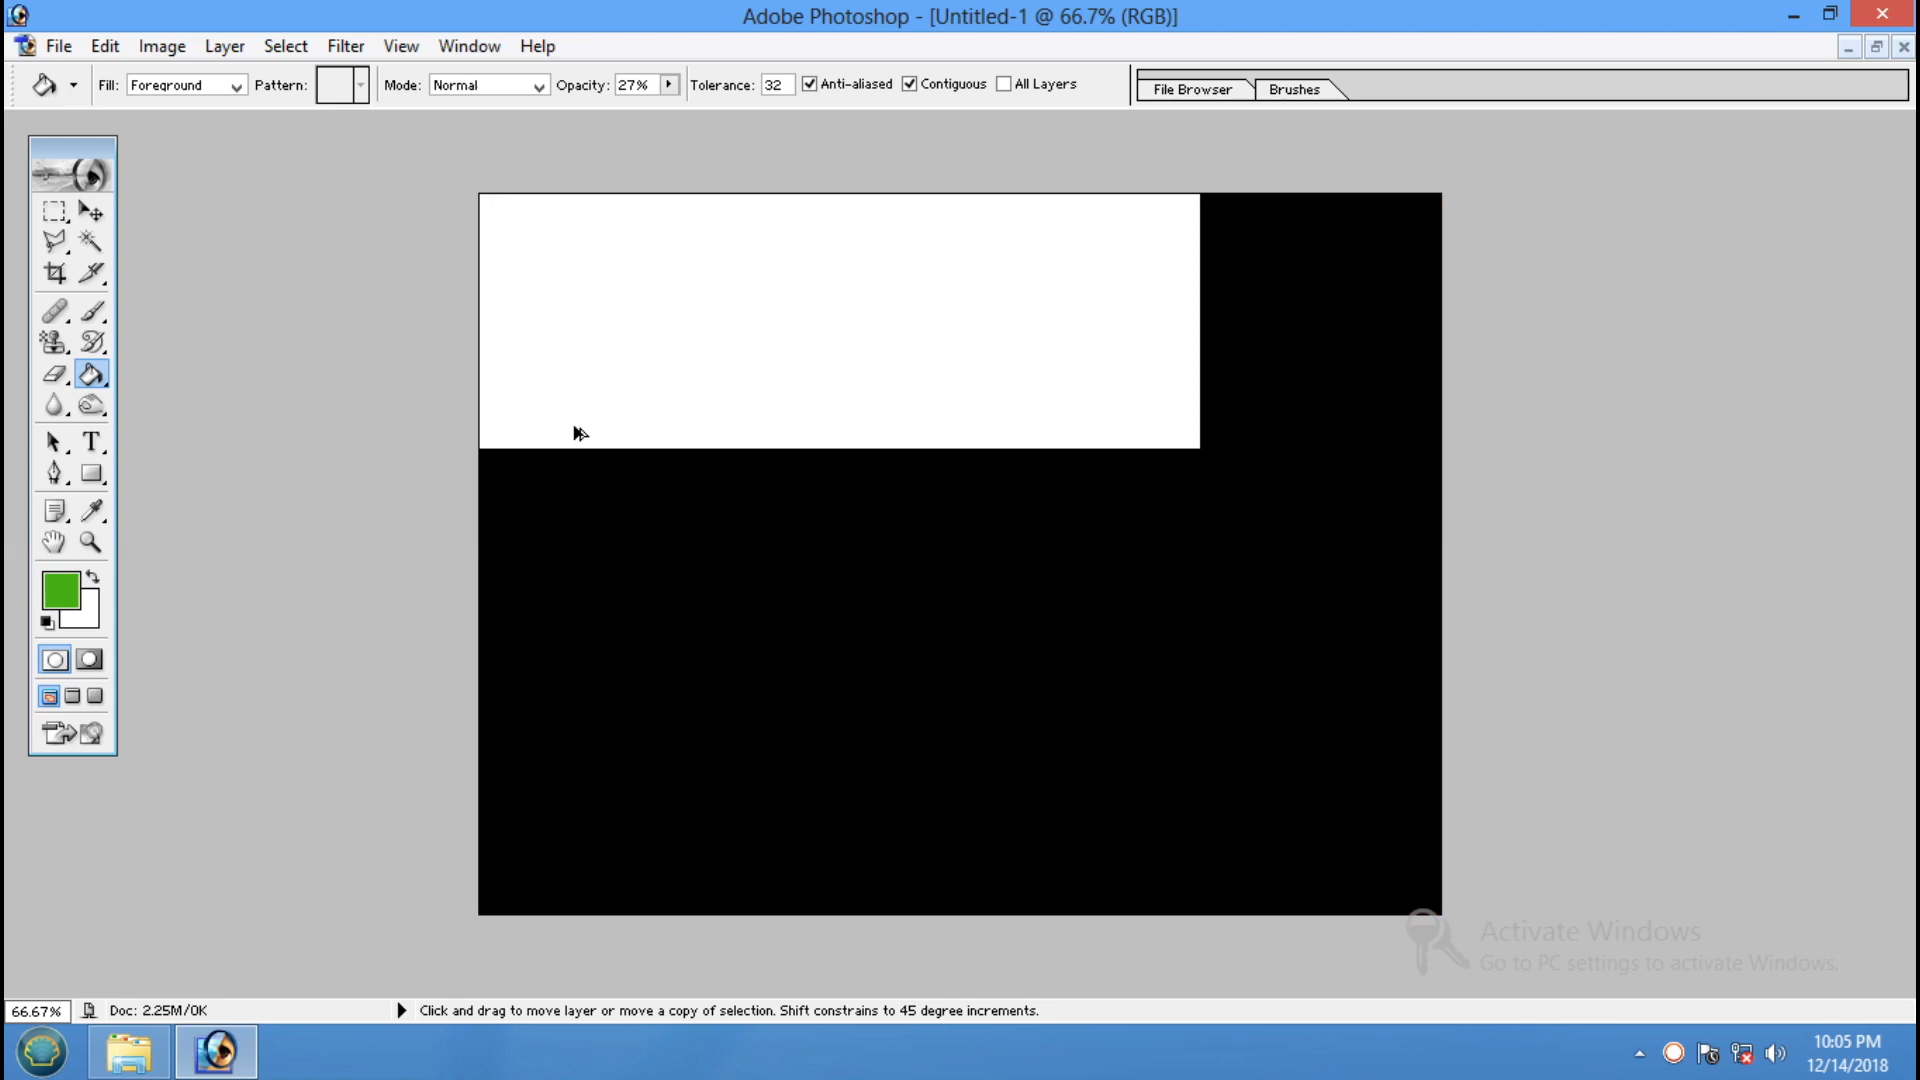 Adobe Photoshop - [Untitled-1 @ 66.7% (RGB)]
File Edit Image Layer Select Filter View Window Help
Fill: Foreground Pattern: Mode: Normal Opacity: 27% Tolerance: 32 Anti-aliased Contiguous All Layers File Browser Brushes
T
Activate Windows
Go to PC settings to activate Windows.
66.67% Doc: 2.25M/0K Click and drag to move layer or move a copy of selection. Shift constrains to 45 degree increments.
10:05 PM
12/14/2018